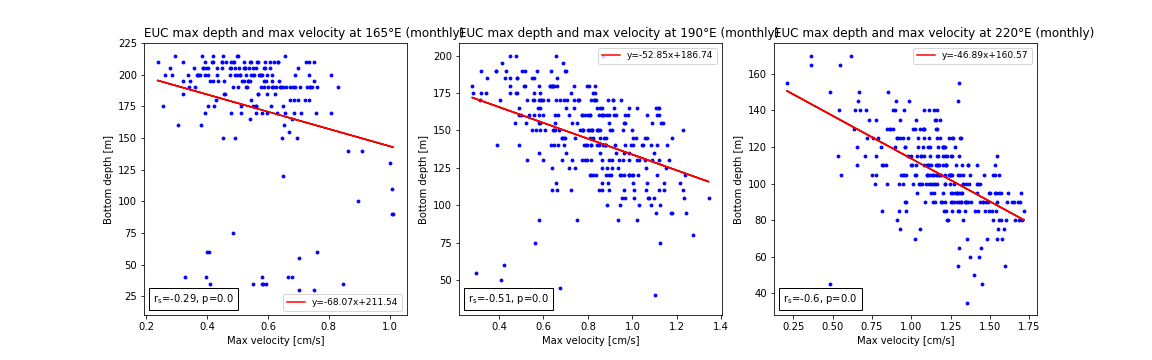 EUC max depth and max velocity at 165°E (monthly)
225
200
175
150
125
100
75
50
25
Bottom depth [m]
0.2
0.4
0.6
0.8
1.0
Max velocity [cm/s]
rs=-0.29, p=0.0
y=-68.07x+211.54
EUC max depth and max velocity at 190°E (monthly)
200
175
150
125
100
75
50
Bottom depth [m]
0.4
0.6
0.8
1.0
1.2
1.4
Max velocity [cm/s]
rs=-0.51, p=0.0
y=-52.85x+186.74
EUC max depth and max velocity at 220°E (monthly)
160
140
120
100
80
60
40
Bottom depth [m]
0.25
0.50
0.75
1.00
1.25
1.50
1.75
Max velocity [cm/s]
rs=-0.6, p=0.0
y=-46.89x+160.57